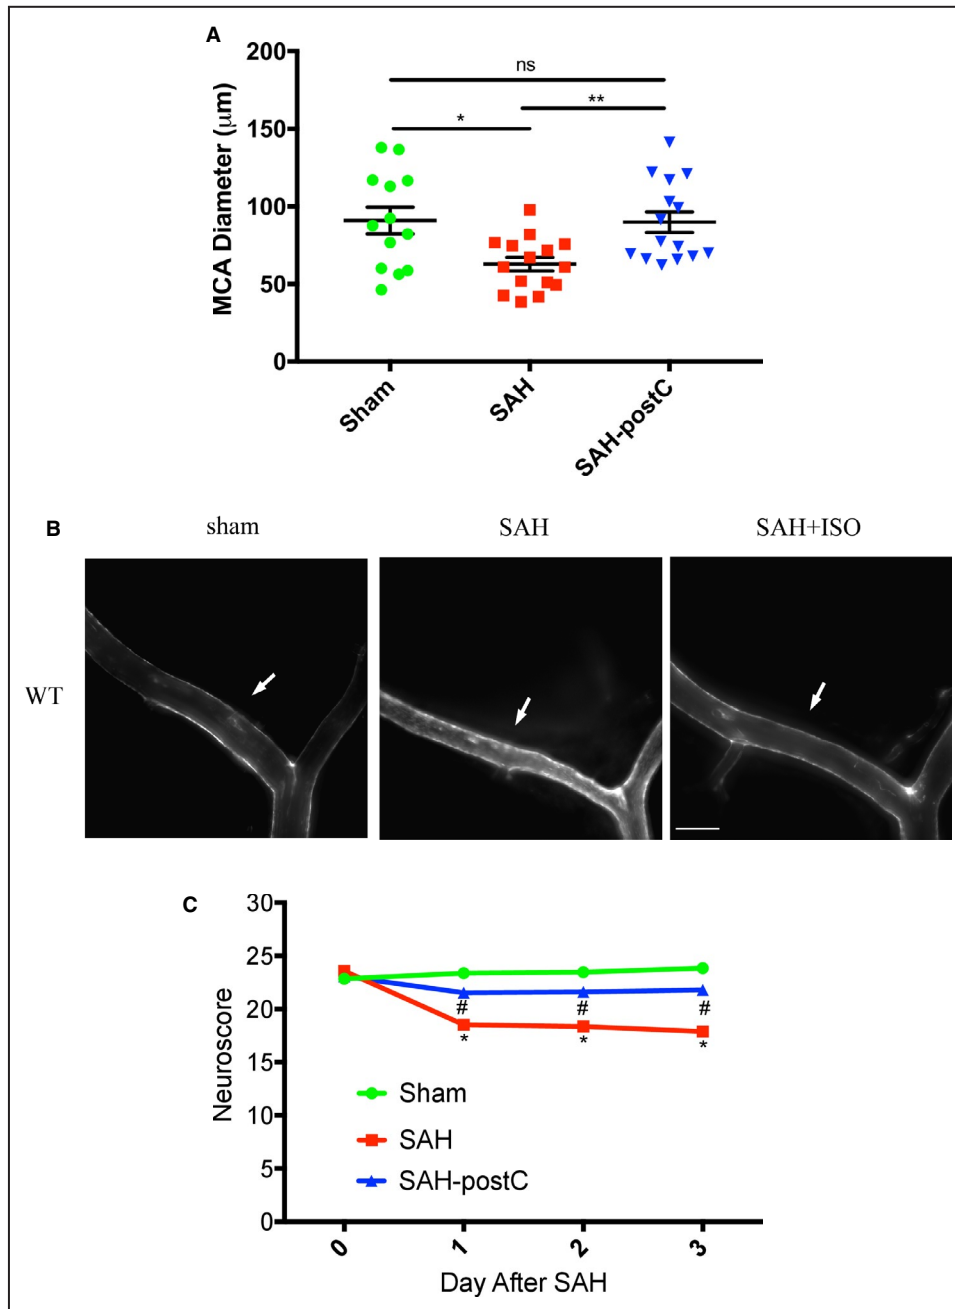 A
200
150
100
50
0
MCA Diameter (μm)
ns
**
*
Sham
SAH
SAH-postC
B
sham
SAH
SAH+ISO
WT
C
30
25
20
15
10
5
0
Neuroscore
# # #
* * *
Sham
SAH
SAH-postC
0 1 2 3
Day After SAH